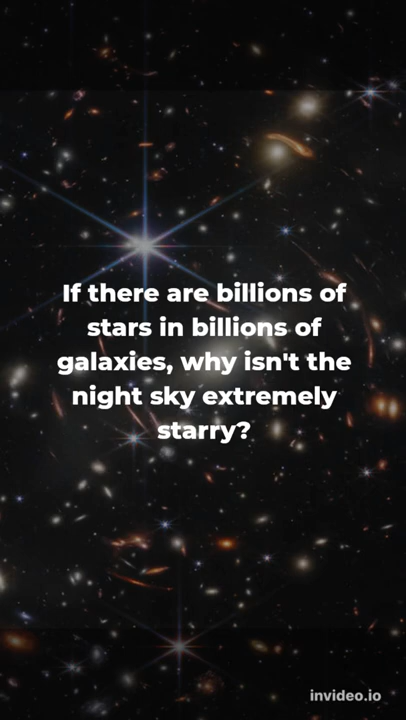 If there are billions of
stars in billions of
galaxies, why isn't the
night sky extremely
starry?
invideo.io